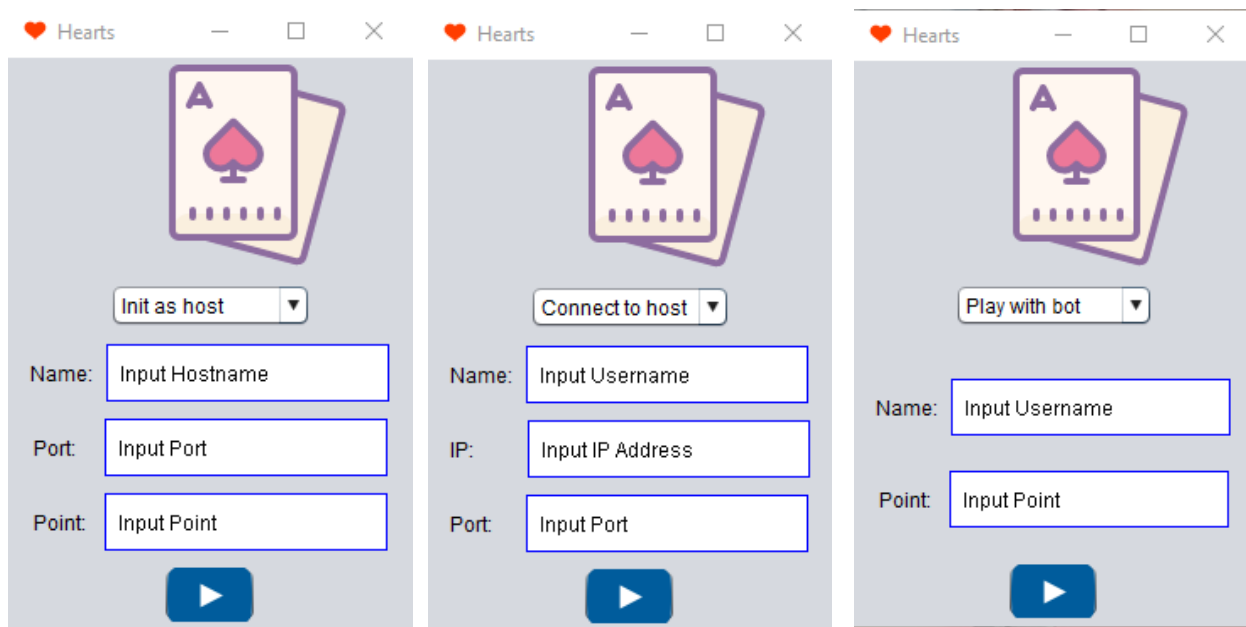 Hearts
A
Init as host
Name: Input Hostname
Port: Input Port
Point: Input Point
Hearts
A
Connect to host
Name: Input Username
IP: Input IP Address
Port: Input Port
Hearts
A
Play with bot
Name: Input Username
Point: Input Point